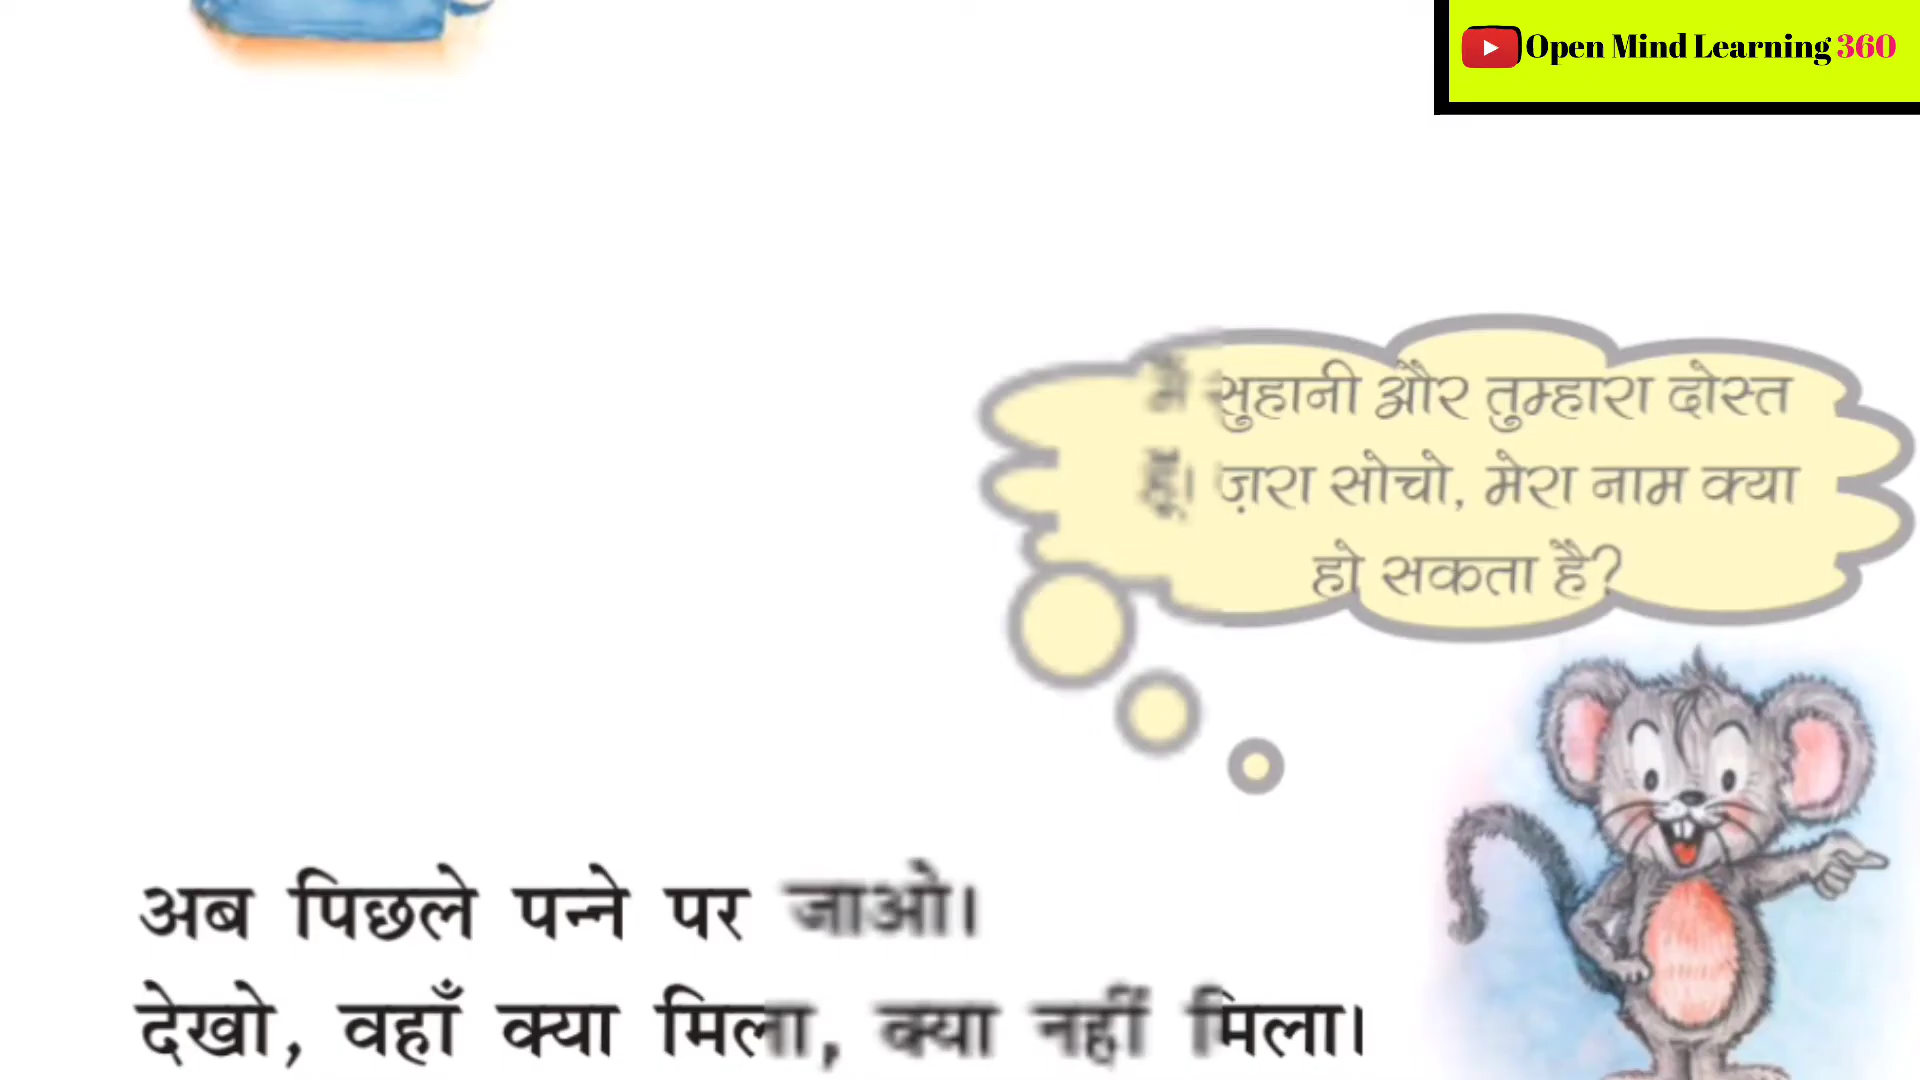 Open Mind Learning 360
मैं सुहानी और तुम्हारा दोस्त
हूँ। ज़रा सोचो, मेरा नाम क्या
हो सकता है?
अब पिछले पन्ने पर जाओ।
देखो, वहाँ क्या मिला, क्या नहीं मिला।